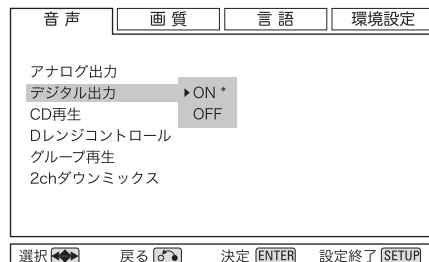 音声 画質 言語 環境設定
アナログ出力
デジタル出力 ▶ON *
CD再生 OFF
Dレンジコントロール
グループ再生
2chダウンミックス
選択 戻る 決定 ENTER 設定終了 SETUP